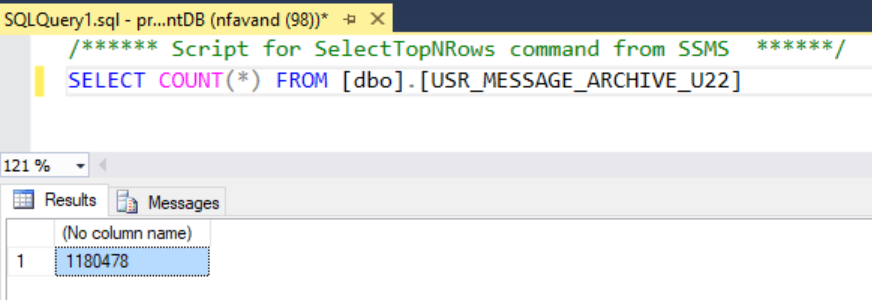 SQLQuery1.sql - pr...ntDB (nfavand (98))*
/****** Script for SelectTopNRows command from SSMS  ******/
SELECT COUNT(*) FROM [dbo].[USR_MESSAGE_ARCHIVE_U22]
121 %
Results Messages
(No column name)
1 1180478